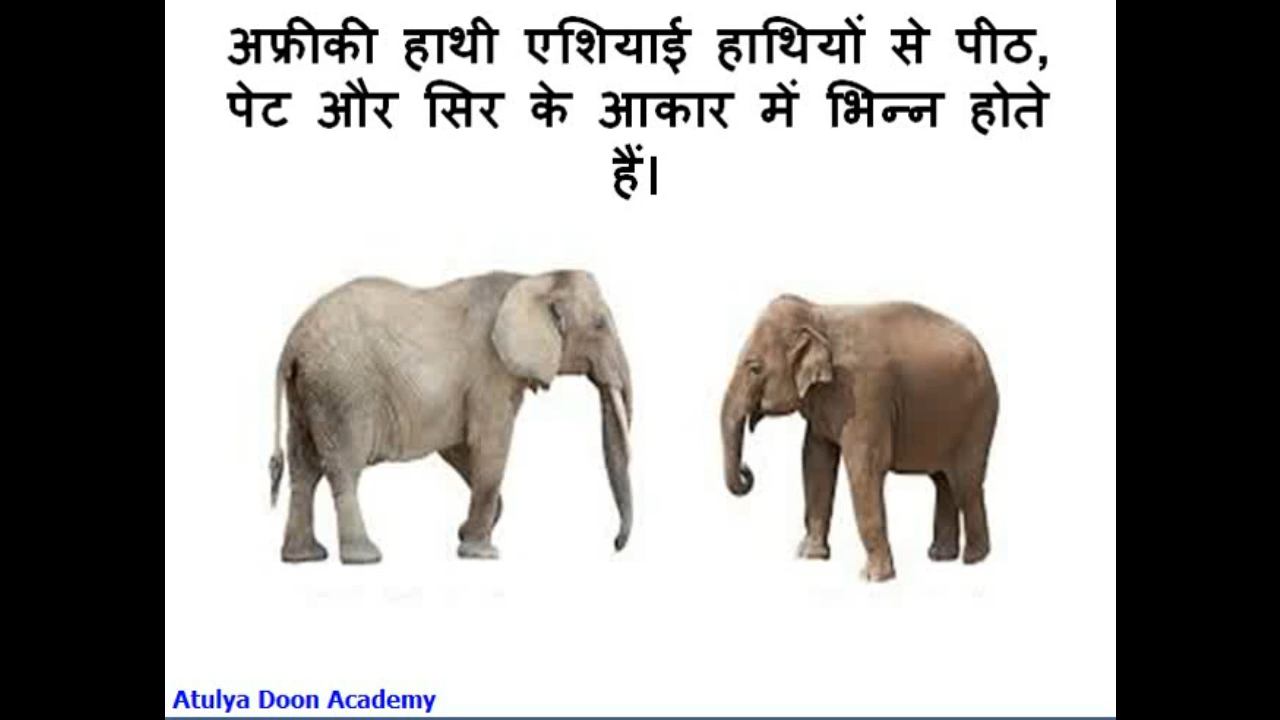 अफ्रीकी हाथी एशियाई हाथियों से पीठ,
पेट और सिर के आकार में भिन्न होते
हैं।
Atulya Doon Academy